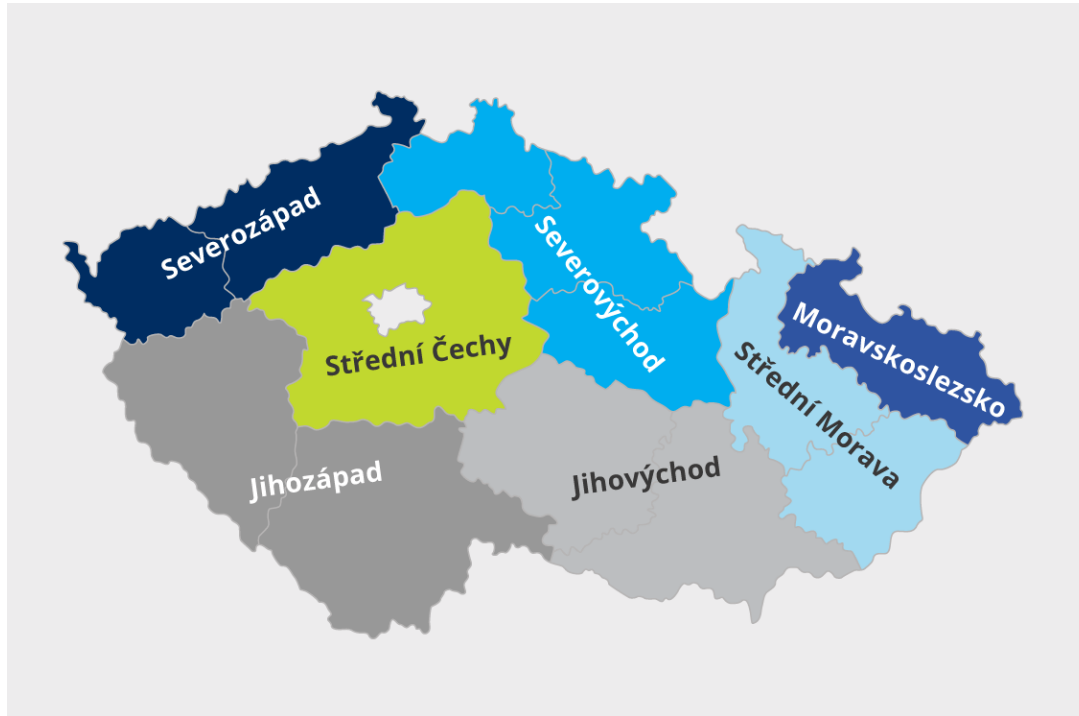 Severozápad
Severovýchod
Střední Čechy
Moravskoslezsko
Střední Morava
Jihozápad
Jihovýchod